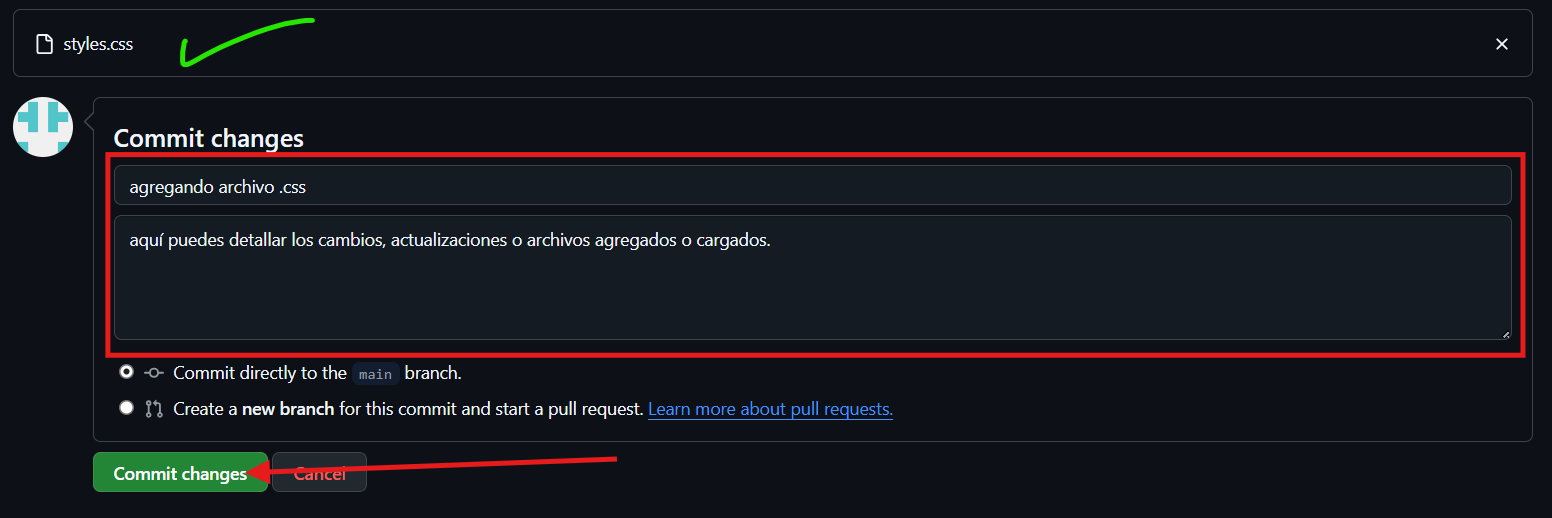 styles.css
Commit changes
agregando archivo .css
aquí puedes detallar los cambios, actualizaciones o archivos agregados o cargados.
Commit directly to the main branch.
Create a new branch for this commit and start a pull request. Learn more about pull requests.
Commit changes Cancel